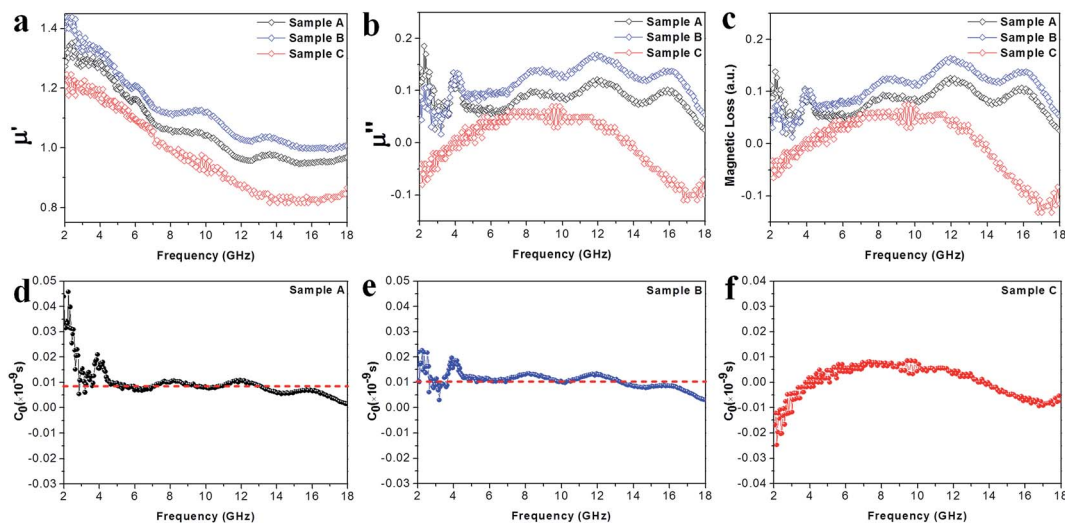 a
Sample A
Sample B
Sample C
1.4
1.2
1.0
0.8
μ'
2 4 6 8 10 12 14 16 18
Frequency (GHz)
b
Sample A
Sample B
Sample C
0.2
0.1
0.0
-0.1
μ''
2 4 6 8 10 12 14 16 18
Frequency (GHz)
c
Sample A
Sample B
Sample C
0.2
0.1
0.0
-0.1
Magnetic Loss (a.u.)
2 4 6 8 10 12 14 16 18
Frequency (GHz)
d
Sample A
0.05
0.04
0.03
0.02
0.01
0.00
-0.01
-0.02
-0.03
C₀(×10⁻⁹s)
2 4 6 8 10 12 14 16 18
Frequency (GHz)
e
Sample B
0.05
0.04
0.03
0.02
0.01
0.00
-0.01
-0.02
-0.03
C₀(×10⁻⁹s)
2 4 6 8 10 12 14 16 18
Frequency (GHz)
f
Sample C
0.04
0.03
0.02
0.01
0.00
-0.01
-0.02
-0.03
-0.04
C₀(×10⁻⁹s)
2 4 6 8 10 12 14 16 18
Frequency (GHz)